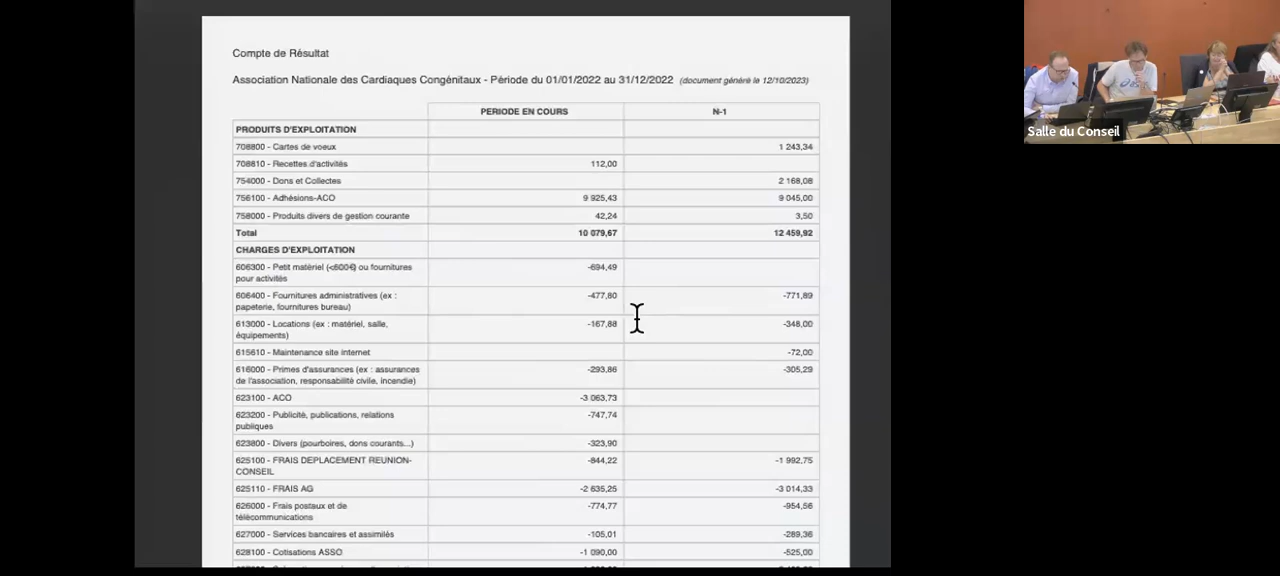 Compte de Résultat
Association Nationale des Cardiaques Congénitaux - Période du 01/01/2022 au 31/12/2022 (document généré le 12/10/2023)
PERIODE EN COURS N-1
PRODUITS D'EXPLOITATION
708800 - Cartes de voeux 1 243,34
708810 - Recettes d'activités 112,00
754000 - Dons et Collectes 2 168,08
756100 - Adhésions-ACO 9 925,43 9 045,00
758000 - Produits divers de gestion courante 42,24 3,50
Total 10 079,67 12 459,92
CHARGES D'EXPLOITATION
606300 - Petit matériel (<600€) ou fournitures
pour activités -694,49
606400 - Fournitures administratives (ex :
papeterie, fournitures bureau) -477,80 -771,89
613000 - Locations (ex : matériel, salle,
équipements) -167,88 -348,00
615610 - Maintenance site internet -72,00
616000 - Primes d'assurances (ex : assurances
de l'association, responsabilité civile, incendie) -293,86 -305,29
623100 - ACO -3 063,73
623200 - Publicité, publications, relations
publiques -747,74
623800 - Divers (pourboires, dons courants...) -323,90
625100 - FRAIS DEPLACEMENT REUNION-
CONSEIL -844,22 -1 992,75
625110 - FRAIS AG -2 635,25 -3 014,33
626000 - Frais postaux et de
télécommunications -774,77 -954,56
627000 - Services bancaires et assimilés -105,01 -289,36
628100 - Cotisations ASSO -1 090,00 -525,00
Salle du Conseil